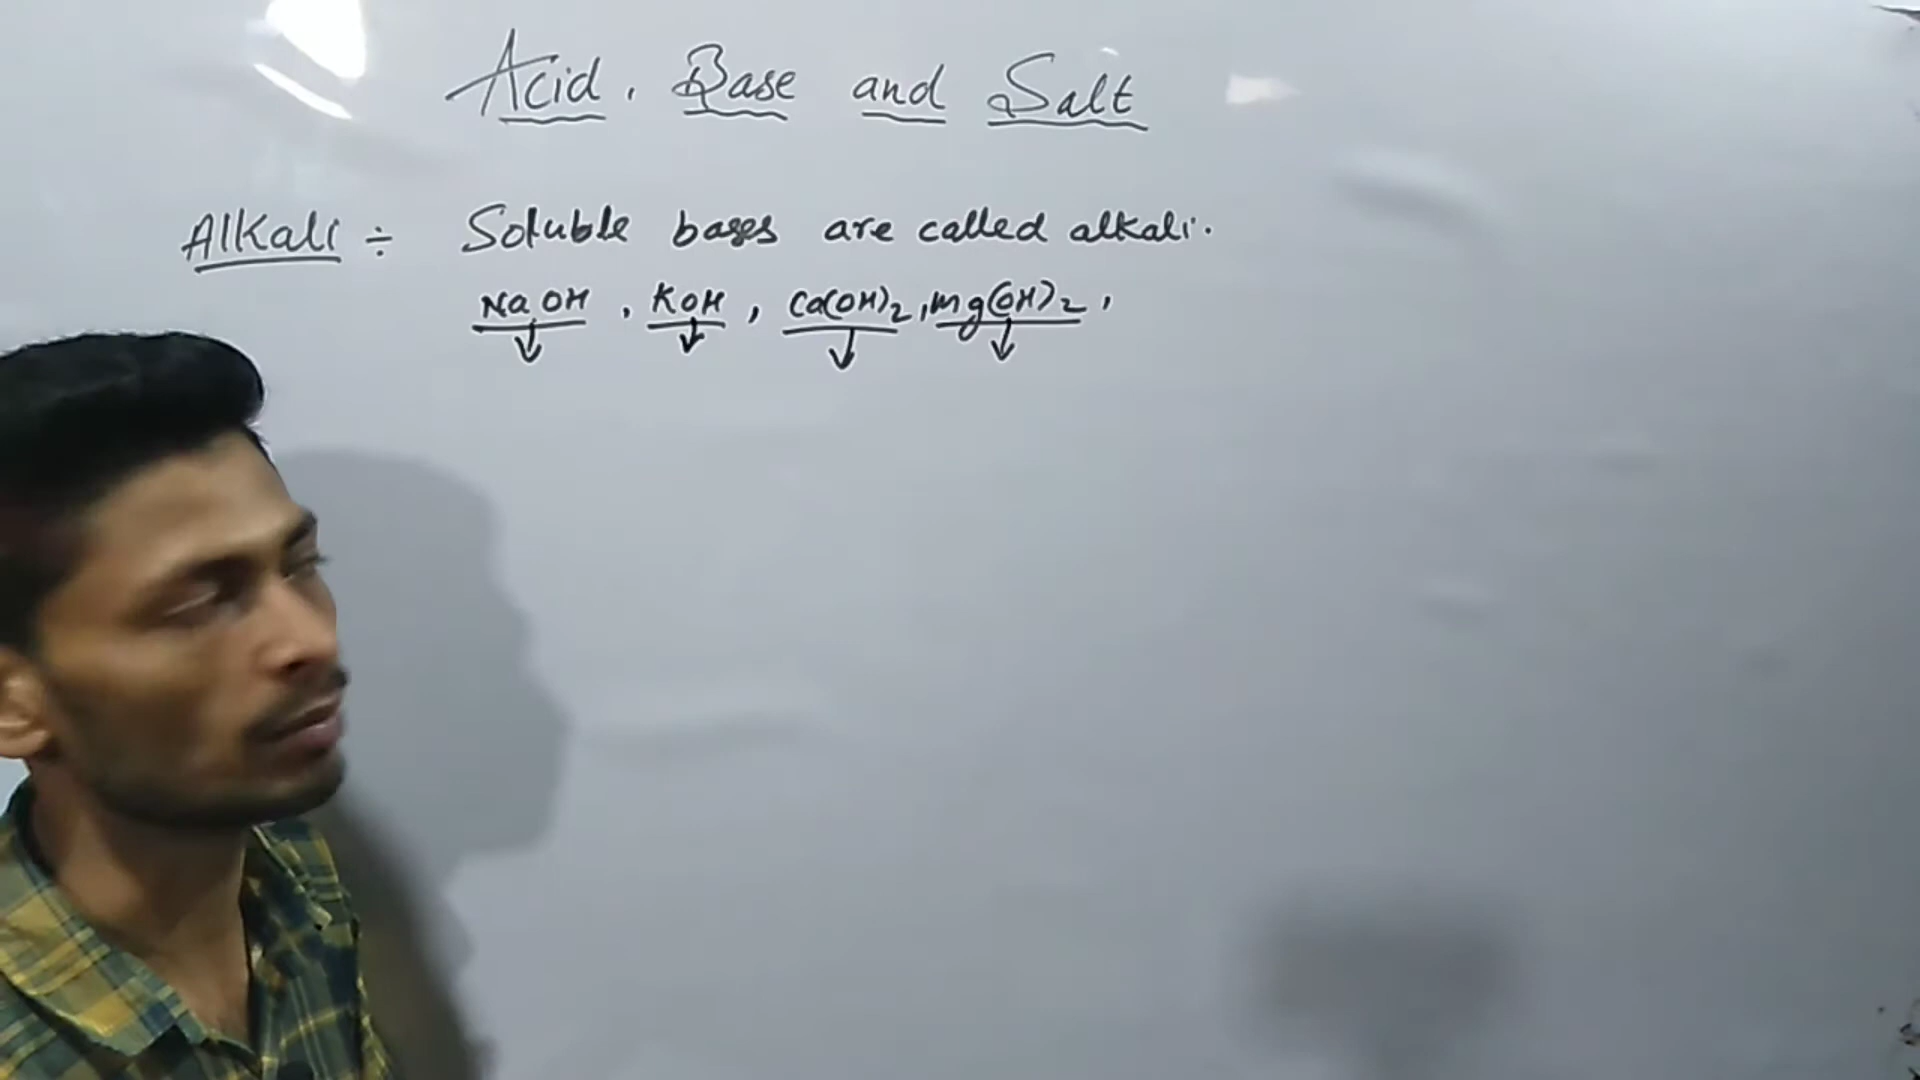 Acid, Base and Salt
Alkali ÷ Soluble bases are called alkali.
NaOH, KOH, Ca(OH)₂, Mg(OH)₂,